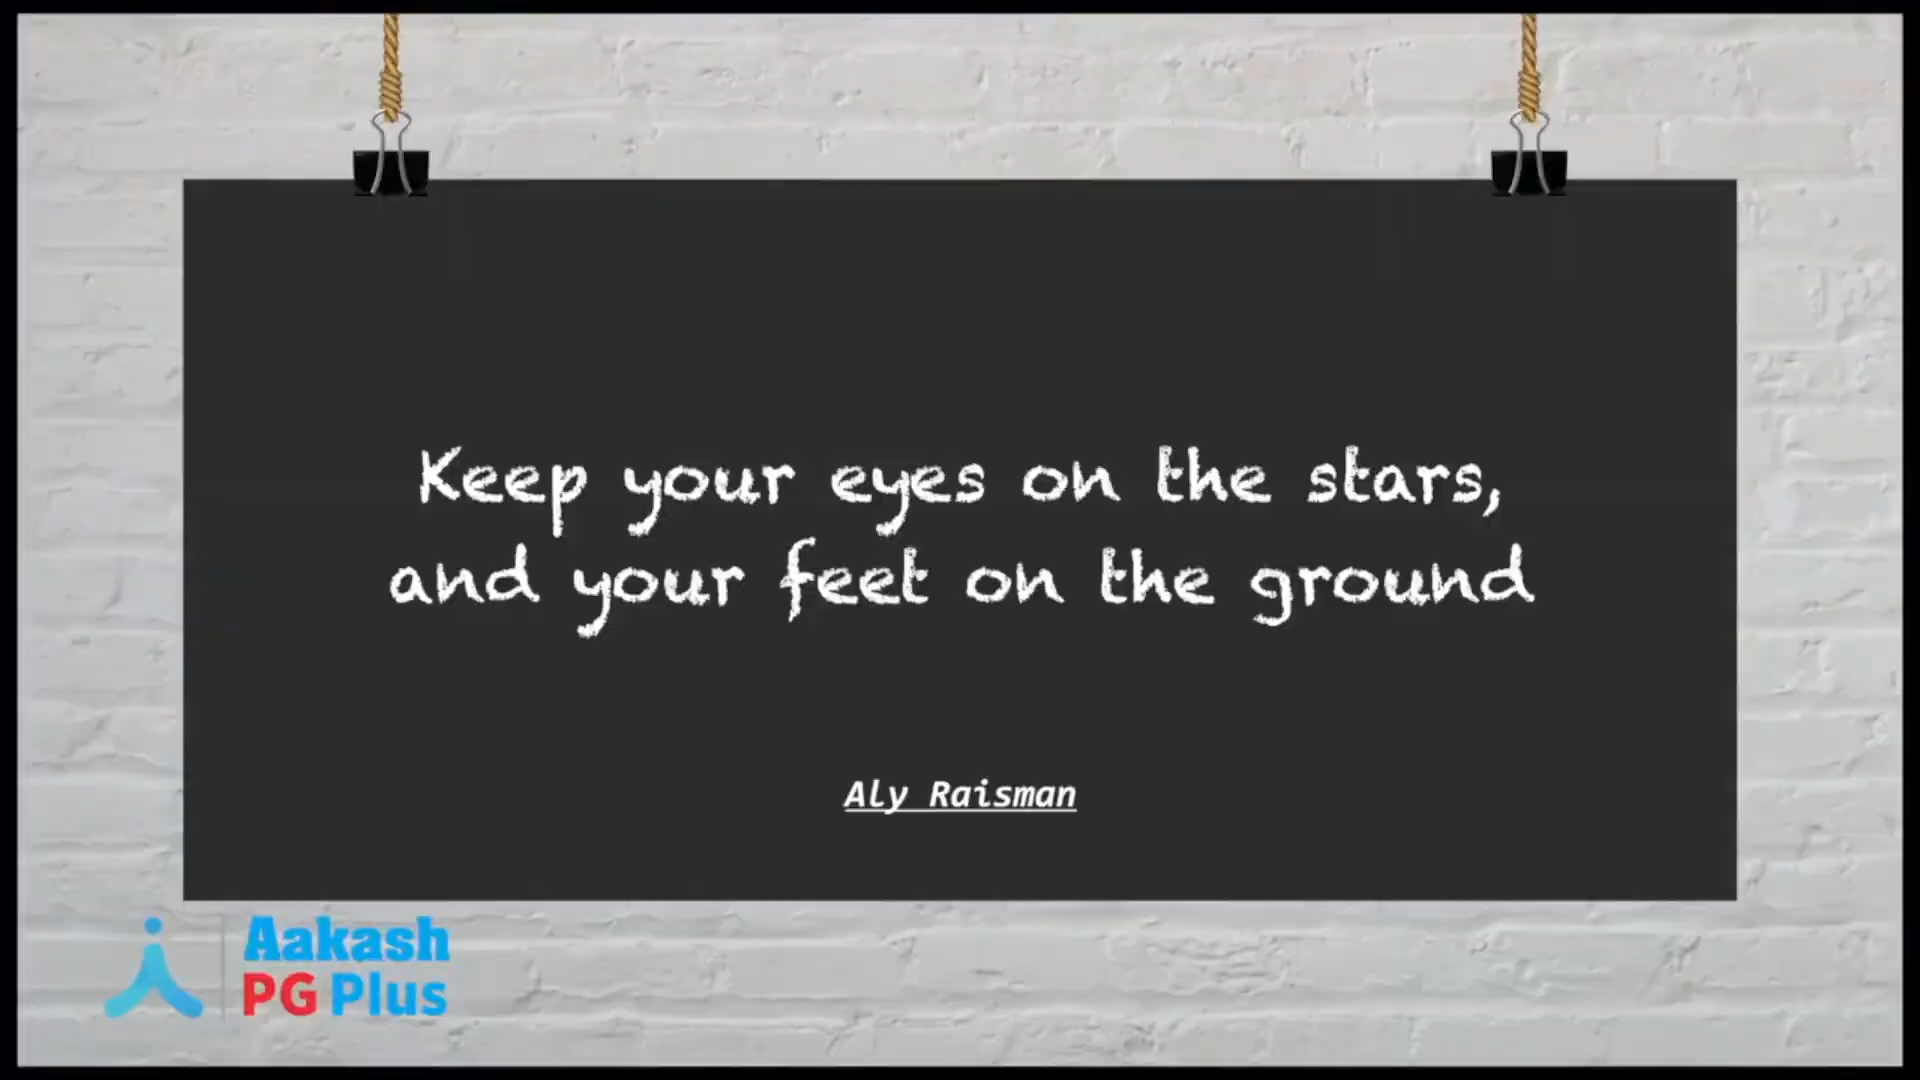 Keep your eyes on the stars,
and your feet on the ground
Aly Raisman
Aakash
PG Plus